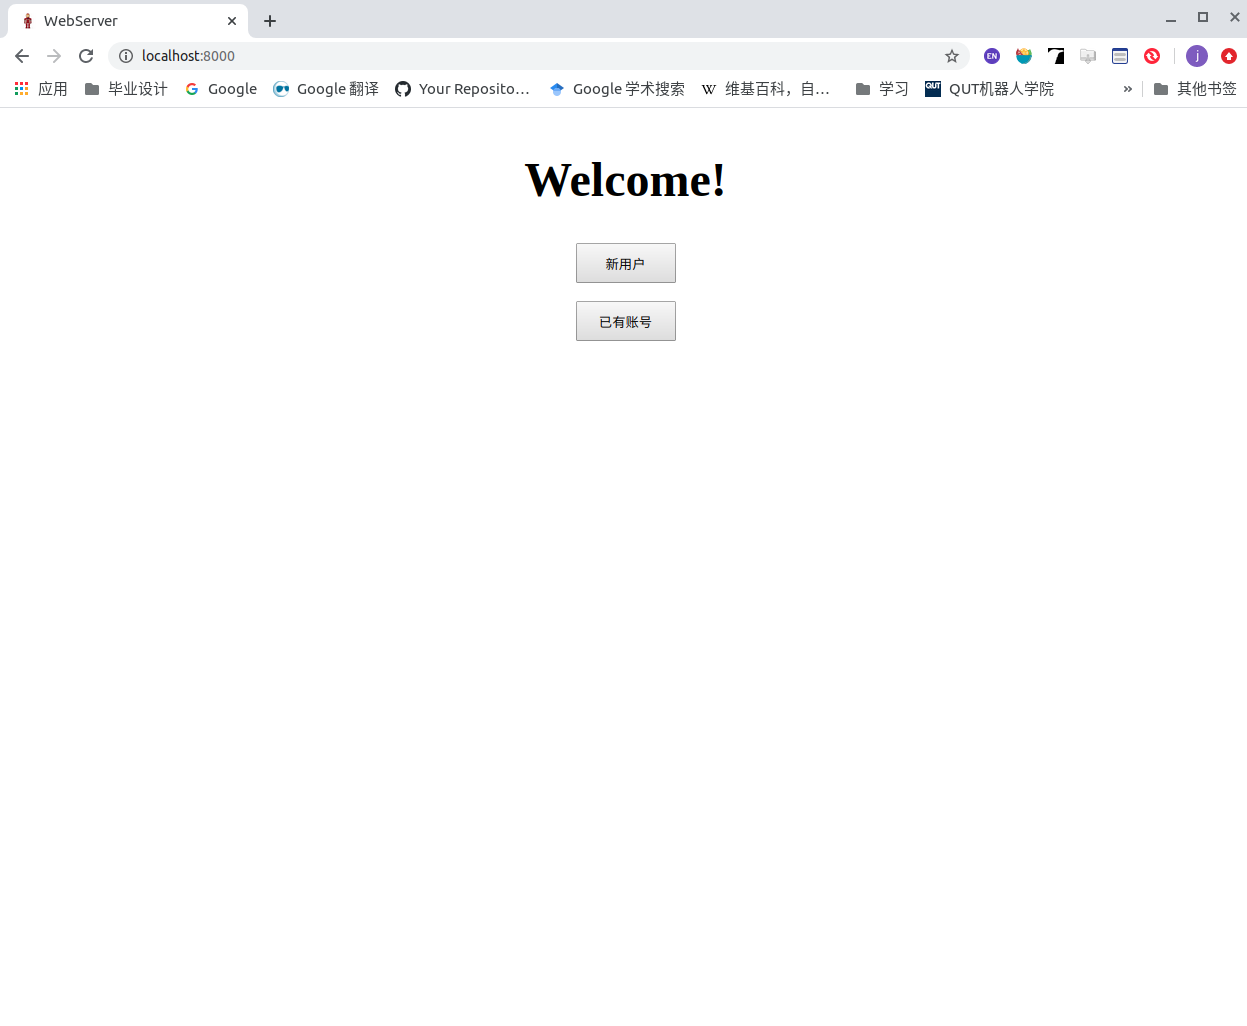 WebServer
localhost:8000
EN
j
应用 毕业设计 Google Google 翻译 Your Reposito… Google 学术搜索 W 维基百科，自… 学习 QUT QUT机器人学院 » 其他书签
Welcome!
新用户
已有账号